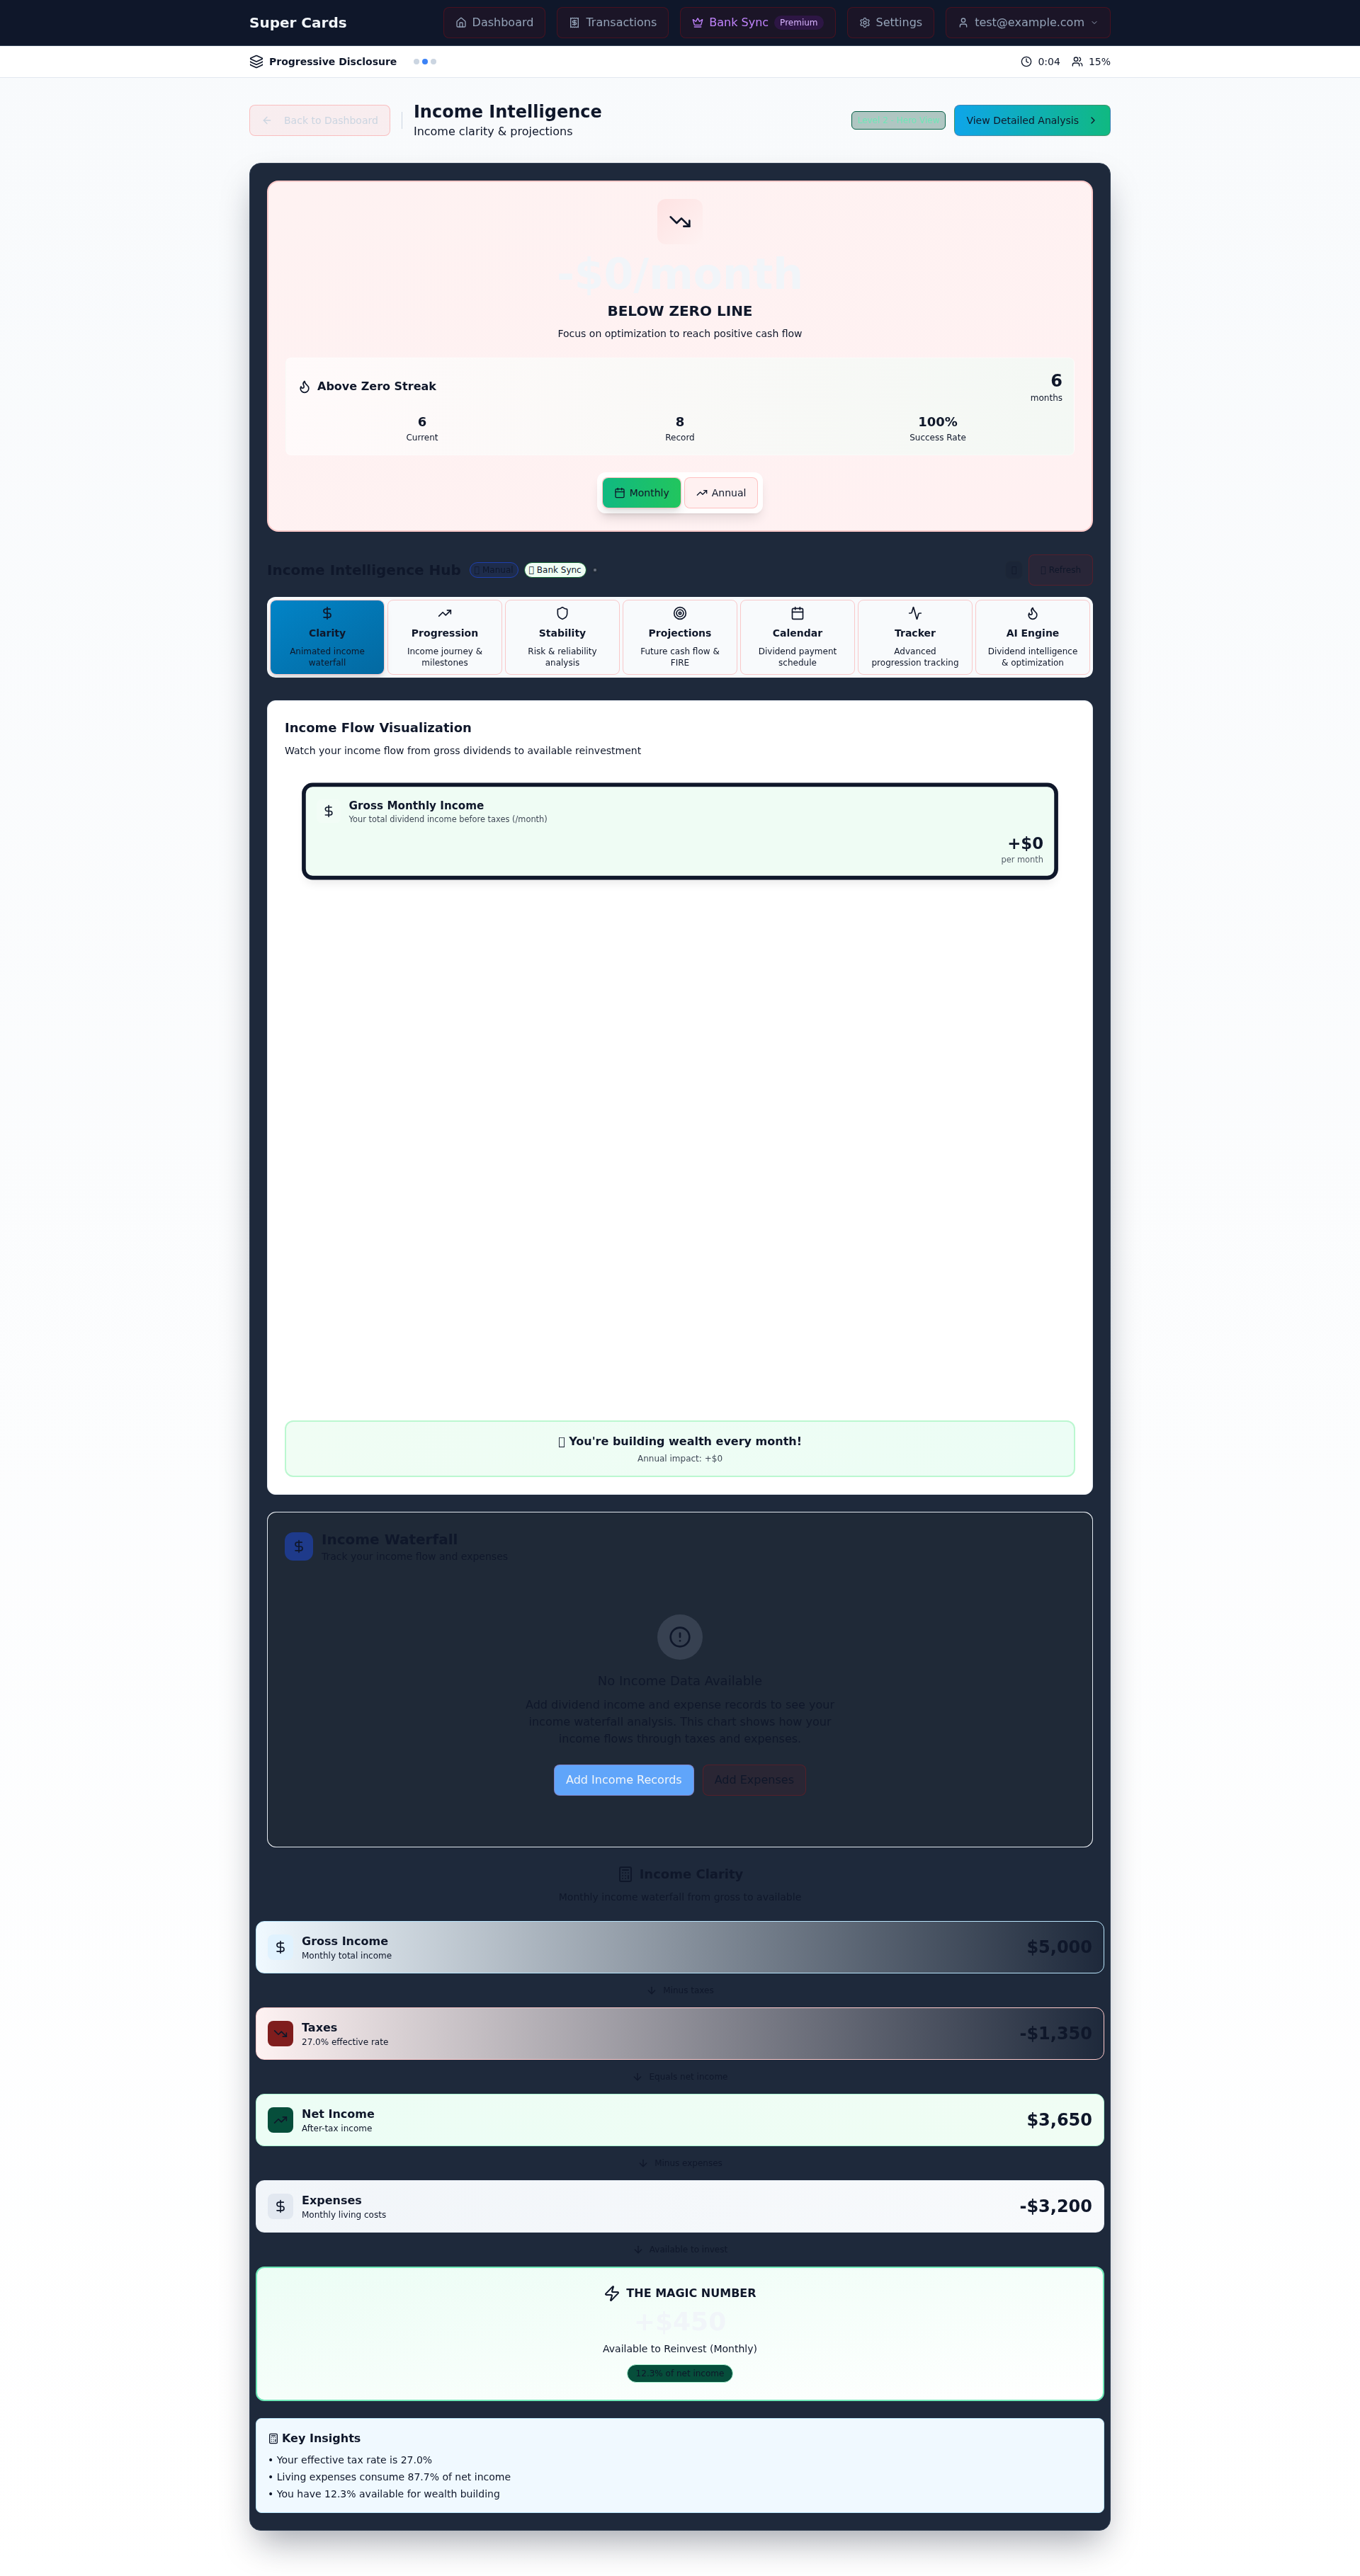 Super Cards
Dashboard
Transactions
Bank Sync Premium
Settings
test@example.com
Progressive Disclosure
0:04
15%
Back to Dashboard
Income Intelligence
Income clarity & projections
View Detailed Analysis
-$0/month
BELOW ZERO LINE
Focus on optimization to reach positive cash flow
Above Zero Streak
6
months
6
Current
8
Record
100%
Success Rate
Monthly
Annual
Income Intelligence Hub
Manual
Bank Sync
•
Refresh
Clarity
Animated income
waterfall
Progression
Income journey &
milestones
Stability
Risk & reliability
analysis
Projections
Future cash flow &
FIRE
Calendar
Dividend payment
schedule
Tracker
Advanced
progression tracking
AI Engine
Dividend intelligence
& optimization
Income Flow Visualization
Watch your income flow from gross dividends to available reinvestment
Gross Monthly Income
Your total dividend income before taxes (/month)
+$0
per month
You're building wealth every month!
Annual impact: +$0
Income Waterfall
Track your income flow and expenses
No Income Data Available
Add dividend income and expense records to see your
income waterfall analysis. This chart shows how your
income flows through taxes and expenses.
Add Income Records
Add Expenses
Income Clarity
Monthly income waterfall from gross to available
Gross Income
Monthly total income
$5,000
Minus taxes
Taxes
27.0% effective rate
-$1,350
Equals net income
Net Income
After-tax income
$3,650
Minus expenses
Expenses
Monthly living costs
-$3,200
Available to invest
THE MAGIC NUMBER
+$450
Available to Reinvest (Monthly)
12.3% of net income
Key Insights
• Your effective tax rate is 27.0%
• Living expenses consume 87.7% of net income
• You have 12.3% available for wealth building